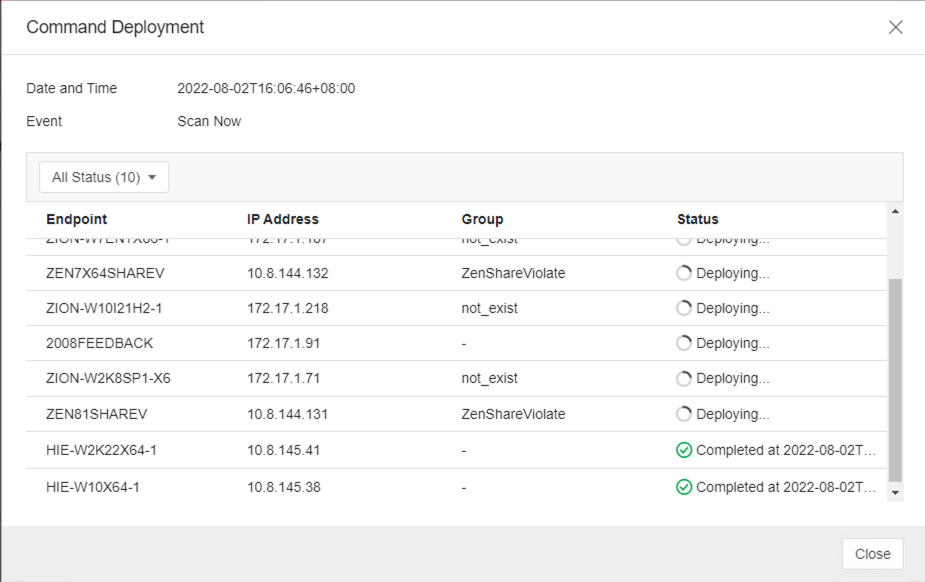 Command Deployment
Date and Time 2022-08-02T16:06:46+08:00
Event Scan Now
All Status (10)
Endpoint IP Address Group Status
not_exist Deploying...
ZEN7X64SHAREV 10.8.144.132 ZenShareViolate Deploying...
ZION-W10I21H2-1 172.17.1.218 not_exist Deploying...
2008FEEDBACK 172.17.1.91 - Deploying...
ZION-W2K8SP1-X6 172.17.1.71 not_exist Deploying...
ZEN81SHAREV 10.8.144.131 ZenShareViolate Deploying...
HIE-W2K22X64-1 10.8.145.41 - Completed at 2022-08-02T...
HIE-W10X64-1 10.8.145.38 - Completed at 2022-08-02T...
Close